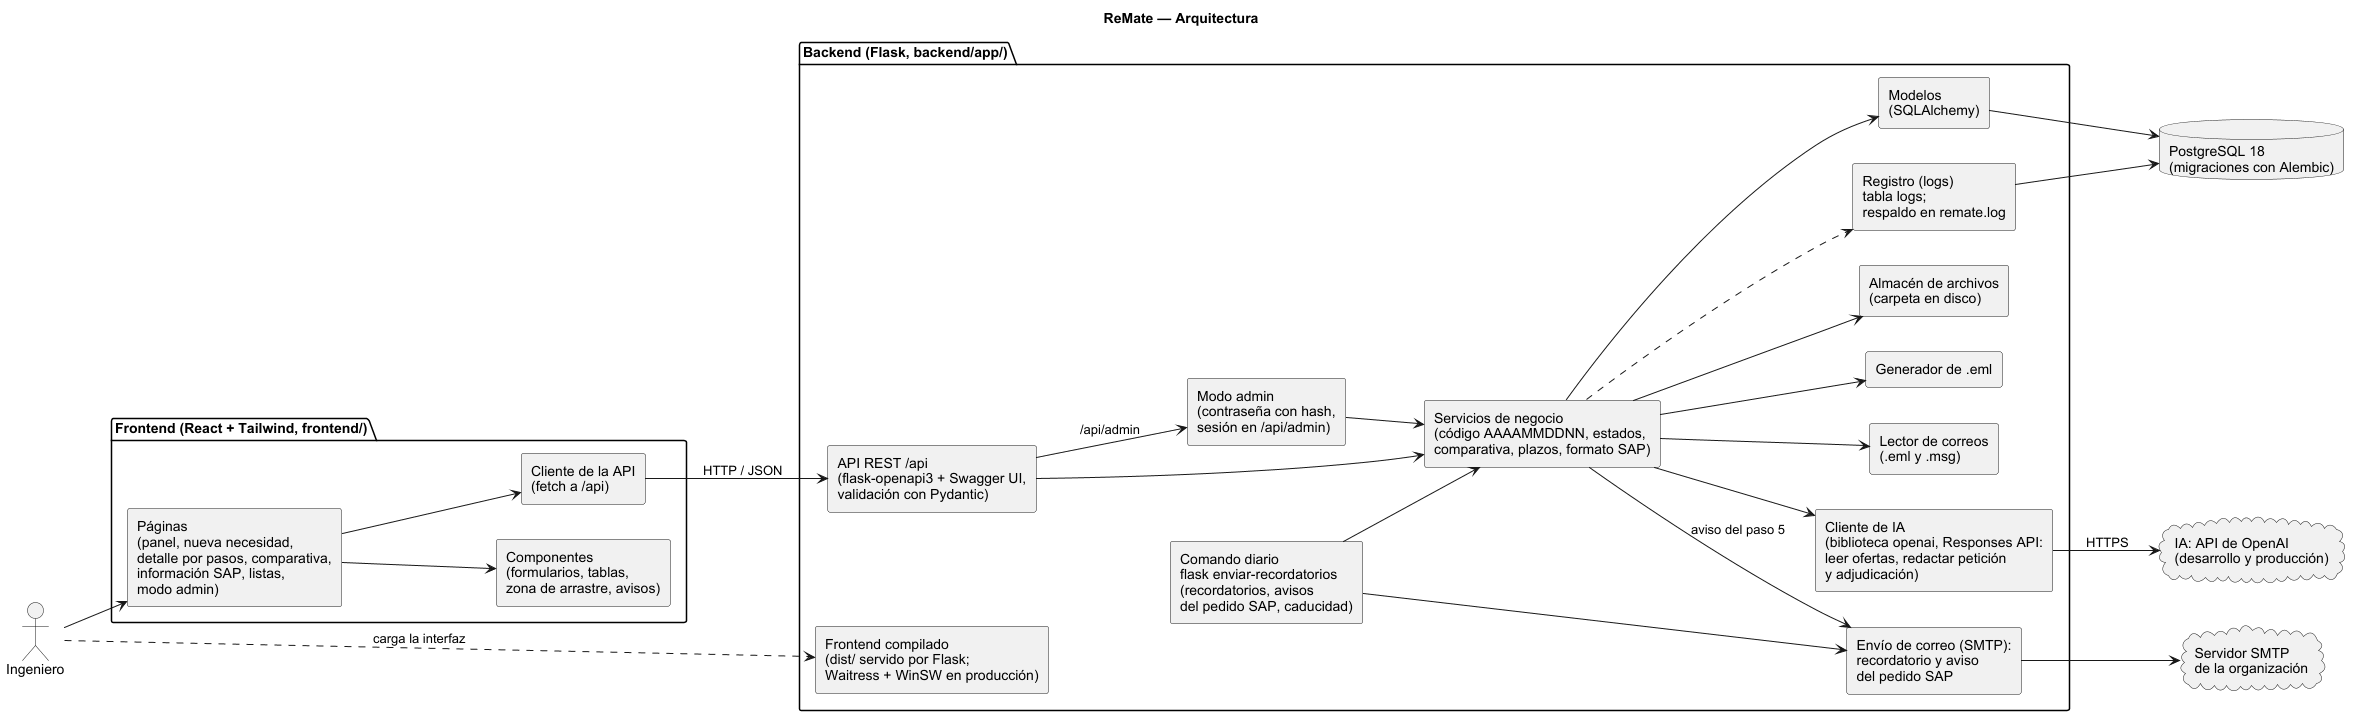 ReMate — Arquitectura
Backend (Flask, backend/app/)
Modelos
(SQLAlchemy)
PostgreSQL 18
(migraciones con Alembic)
Registro (logs)
tabla logs;
respaldo en remate.log
Almacén de archivos
(carpeta en disco)
Generador de .eml
Modo admin
(contraseña con hash,
sesión en /api/admin)
/api/admin
Servicios de negocio
(código AAAAMMDDNN, estados,
comparativa, plazos, formato SAP)
Lector de correos
(.eml y .msg)
Frontend (React + Tailwind, frontend/)
Cliente de la API
(fetch a /api)
HTTP / JSON
API REST /api
(flask-openapi3 + Swagger UI,
validación con Pydantic)
Páginas
(panel, nueva necesidad,
detalle por pasos, comparativa,
información SAP, listas,
modo admin)
Componentes
(formularios, tablas,
zona de arrastre, avisos)
Comando diario
flask enviar-recordatorios
(recordatorios, avisos
del pedido SAP, caducidad)
aviso del paso 5
Cliente de IA
(biblioteca openai, Responses API:
leer ofertas, redactar petición
y adjudicación)
HTTPS
IA: API de OpenAI
(desarrollo y producción)
Ingeniero
carga la interfaz
Frontend compilado
(dist/ servido por Flask;
Waitress + WinSW en producción)
Envío de correo (SMTP):
recordatorio y aviso
del pedido SAP
Servidor SMTP
de la organización